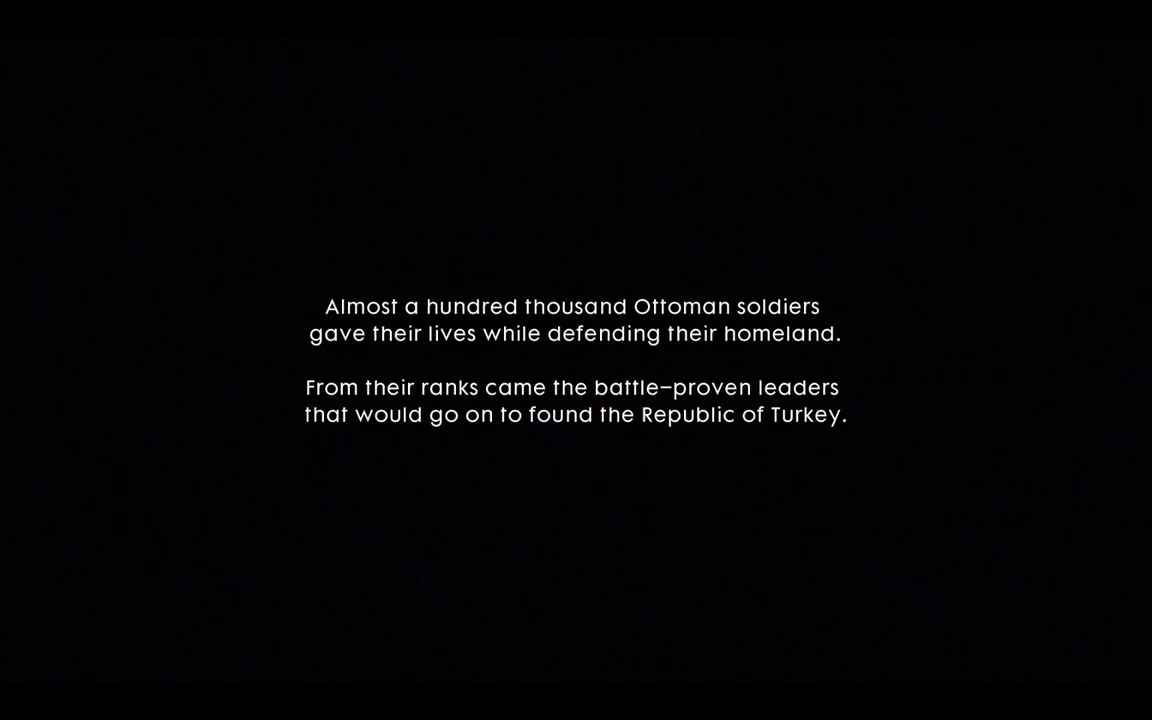 Almost a hundred thousand Ottoman soldiers
gave their lives while defending their homeland.
From their ranks came the battle-proven leaders
that would go on to found the Republic of Turkey.